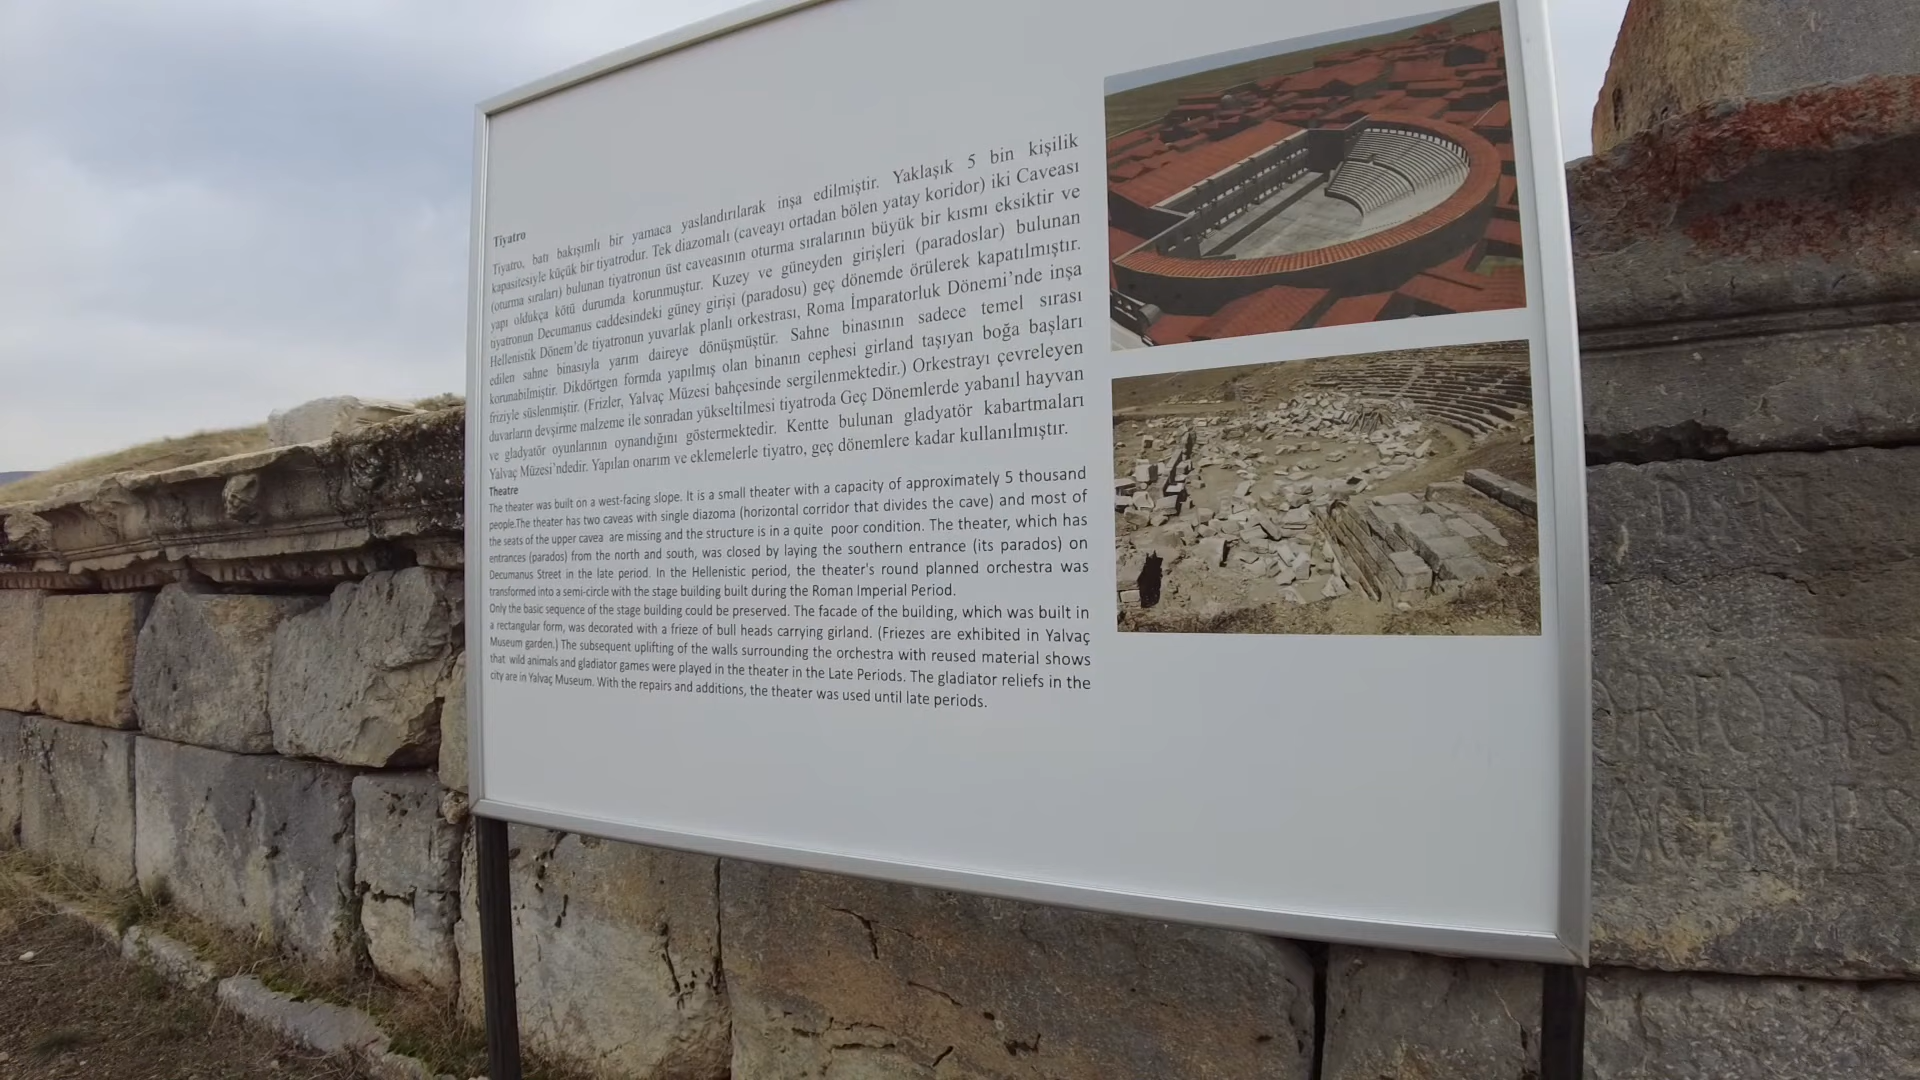 Tiyatro
Tiyatro, batı bakışımlı bir yamaca yaslandırılarak inşa edilmiştir. Yaklaşık 5 bin kişilik
kapasitesiyle küçük bir tiyatrodur. Tek diazomalı (caveayı ortadan bölen yatay koridor) iki Caveası
(oturma sıraları) bulunan tiyatronun üst caveasının oturma sıralarının büyük bir kısmı eksiktir ve
yapı oldukça kötü durumda korunmuştur. Kuzey ve güneyden girişleri (paradoslar) bulunan
tiyatronun Decumanus caddesindeki güney girişi (paradosu) geç dönemde örülerek kapatılmıştır.
Hellenistik Dönem'de tiyatronun yuvarlak planlı orkestrası, Roma İmparatorluk Dönemi'nde inşa
edilen sahne binasıyla yarım daireye dönüşmüştür. Sahne binasının sadece temel sırası
korunabilmiştir. Dikdörtgen formda yapılmış olan binanın cephesi girland taşıyan boğa başları
friziyle süslenmiştir. (Frizler, Yalvaç Müzesi bahçesinde sergilenmektedir.) Orkestrayı çevreleyen
duvarların devşirme malzeme ile sonradan yükseltilmesi tiyatroda Geç Dönemlerde yabanıl hayvan
ve gladyatör oyunlarının oynandığını göstermektedir. Kentte bulunan gladyatör kabartmaları
Yalvaç Müzesi'ndedir. Yapılan onarım ve eklemelerle tiyatro, geç dönemlere kadar kullanılmıştır.
Theatre
The theater was built on a west-facing slope. It is a small theater with a capacity of approximately 5 thousand
people.The theater has two caveas with single diazoma (horizontal corridor that divides the cave) and most of
the seats of the upper cavea are missing and the structure is in a quite poor condition. The theater, which has
entrances (parados) from the north and south, was closed by laying the southern entrance (its parados) on
Decumanus Street in the late period. In the Hellenistic period, the theater's round planned orchestra was
transformed into a semi-circle with the stage building built during the Roman Imperial Period.
Only the basic sequence of the stage building could be preserved. The facade of the building, which was built in
a rectangular form, was decorated with a frieze of bull heads carrying girland. (Friezes are exhibited in Yalvaç
Museum garden.) The subsequent uplifting of the walls surrounding the orchestra with reused material shows
that wild animals and gladiator games were played in the theater in the Late Periods. The gladiator reliefs in the
city are in Yalvaç Museum. With the repairs and additions, the theater was used until late periods.